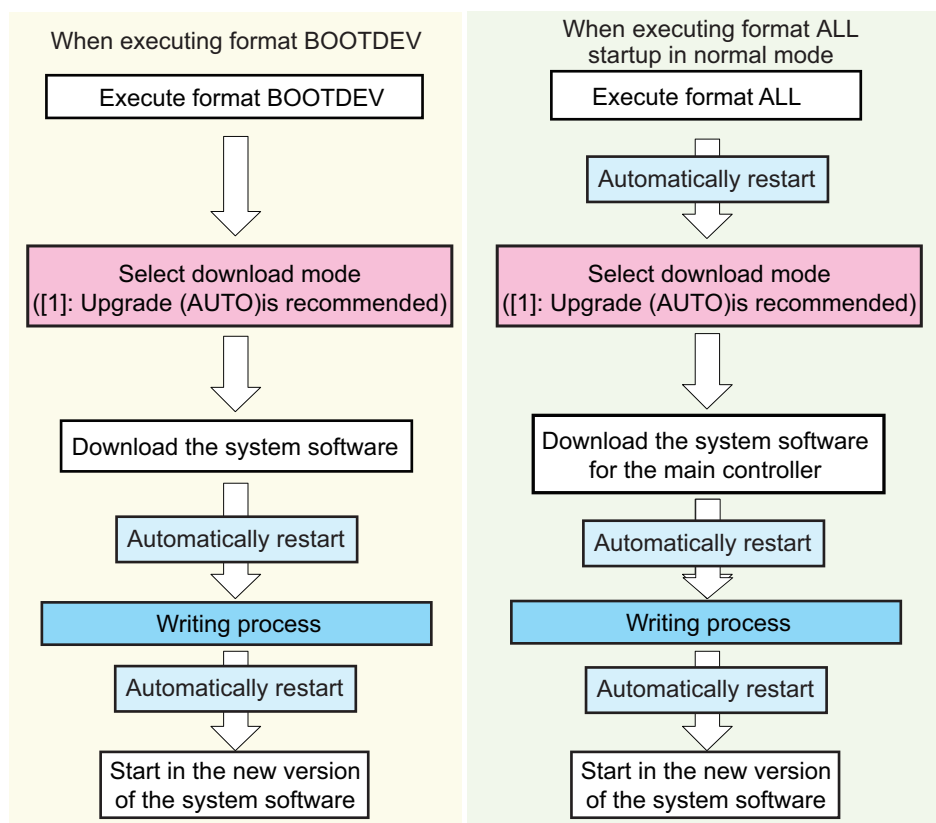 When executing format BOOTDEV
Execute format BOOTDEV
Select download mode
([1]: Upgrade (AUTO)is recommended)
Download the system software
Automatically restart
Writing process
Automatically restart
Start in the new version
of the system software
When executing format ALL
startup in normal mode
Execute format ALL
Automatically restart
Select download mode
([1]: Upgrade (AUTO)is recommended)
Download the system software
for the main controller
Automatically restart
Writing process
Automatically restart
Start in the new version
of the system software